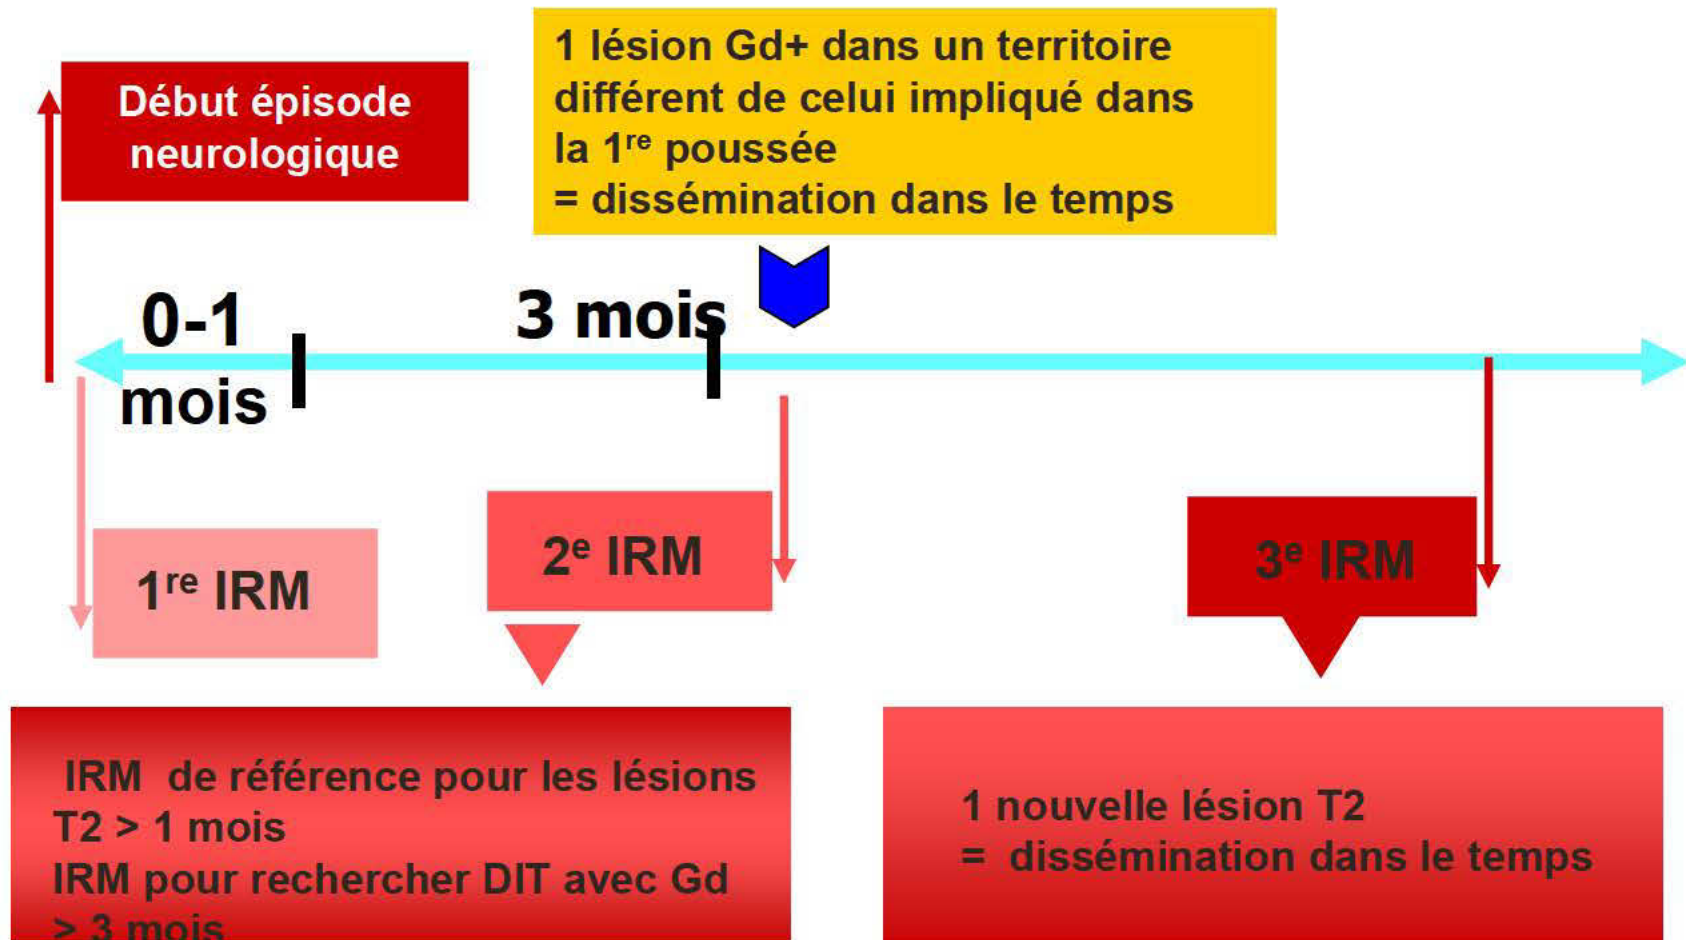 Début épisode
neurologique
1 lésion Gd+ dans un territoire
différent de celui impliqué dans
la 1re poussée
= dissémination dans le temps
0-1
mois
3 mois
1re IRM
2e IRM
3e IRM
IRM de référence pour les lésions
T2 > 1 mois
IRM pour rechercher DIT avec Gd
> 3 mois
1 nouvelle lésion T2
= dissémination dans le temps